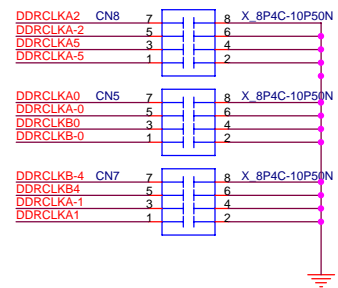 DDRCLKA2 CN8 7 8 X_8P4C-10P50N
DDRCLKA-2 5 6
DDRCLKA5 3 4
DDRCLKA-5 1 2
DDRCLKA0 CN5 7 8 X_8P4C-10P50N
DDRCLKA-0 5 6
DDRCLKB0 3 4
DDRCLKB-0 1 2
DDRCLKB-4 CN7 7 8 X_8P4C-10P50N
DDRCLKB4 5 6
DDRCLKA-1 3 4
DDRCLKA1 1 2